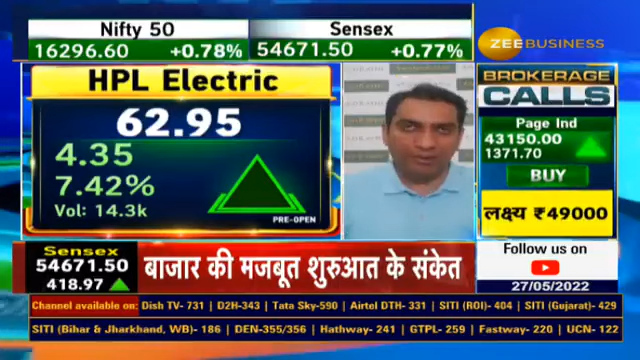 Nifty 50
16296.60 +0.78%
Sensex
54671.50 +0.77%
ZEE BUSINESS
HPL Electric
62.95
4.35
7.42%
Vol: 14.3k
PRE-OPEN
BROKERAGE
CALLS
Page Ind
43150.00
1371.70
BUY
लक्ष्य ₹49000
Sensex
54671.50
418.97
बाजार की मजबूत शुरुआत के संकेत
Follow us on
27/05/2022
Channel available on: Dish TV- 731 | D2H-343 | Tata Sky-590 | Airtel DTH- 331 | SITI (ROI)- 404 | SITI (Gujarat)- 429
SITI (Bihar & Jharkhand, WB)- 186 | DEN-355/356 | Hathway- 241 | GTPL- 259 | Fastway- 220 | UCN- 122